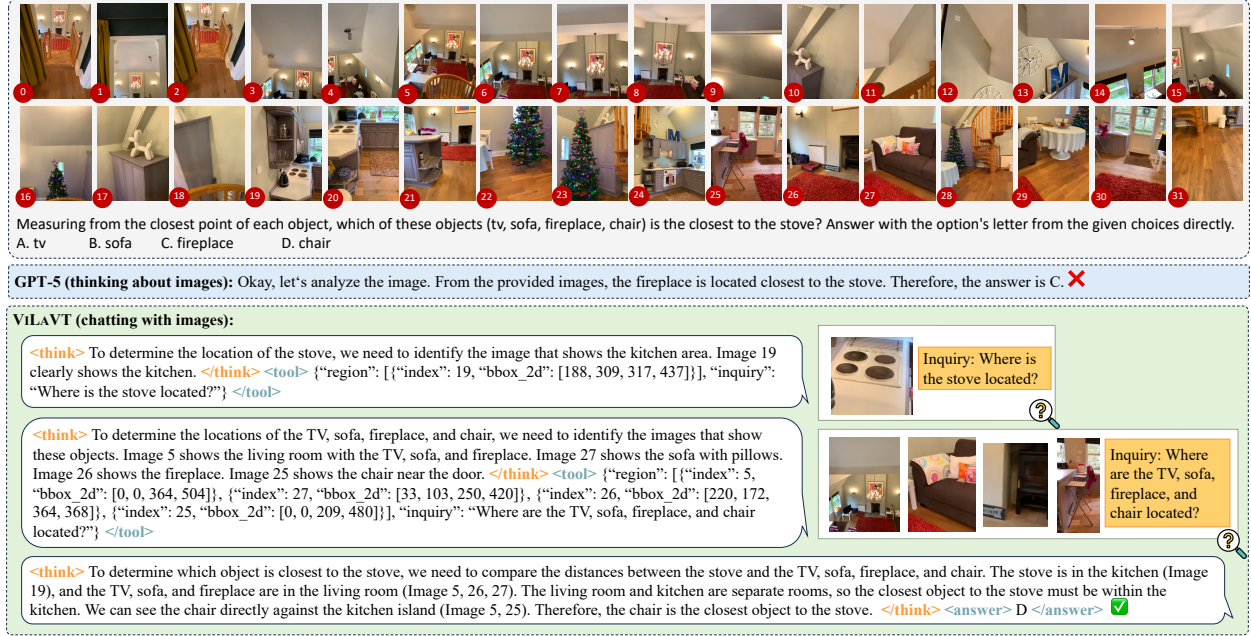 0 1 2 3 4 5 6 7 8 9 10 11 12 13 14 15
16 17 18 19 20 21 22 23 24 25 26 27 28 29 30 31
Measuring from the closest point of each object, which of these objects (tv, sofa, fireplace, chair) is the closest to the stove? Answer with the option's letter from the given choices directly.
A. tv B. sofa C. fireplace D. chair
GPT-5 (thinking about images): Okay, let‘s analyze the image. From the provided images, the fireplace is located closest to the stove. Therefore, the answer is C.
VILAVT (chatting with images):
<think> To determine the location of the stove, we need to identify the image that shows the kitchen area. Image 19
clearly shows the kitchen. </think> <tool> {“region”: [{“index”: 19, “bbox_2d”: [188, 309, 317, 437]}], “inquiry”:
“Where is the stove located?”} </tool>
Inquiry: Where is
the stove located?
?
<think> To determine the locations of the TV, sofa, fireplace, and chair, we need to identify the images that show
these objects. Image 5 shows the living room with the TV, sofa, and fireplace. Image 27 shows the sofa with pillows.
Image 26 shows the fireplace. Image 25 shows the chair near the door. </think> <tool> {“region”: [{“index”: 5,
“bbox_2d”: [0, 0, 364, 504]}, {“index”: 27, “bbox_2d”: [33, 103, 250, 420]}, {“index”: 26, “bbox_2d”: [220, 172,
364, 368]}, {“index”: 25, “bbox_2d”: [0, 0, 209, 480]}], “inquiry”: “Where are the TV, sofa, fireplace, and chair
located?”} </tool>
Inquiry: Where
are the TV, sofa,
fireplace, and
chair located?
?
<think> To determine which object is closest to the stove, we need to compare the distances between the stove and the TV, sofa, fireplace, and chair. The stove is in the kitchen (Image
19), and the TV, sofa, and fireplace are in the living room (Image 5, 26, 27). The living room and kitchen are separate rooms, so the closest object to the stove must be within the
kitchen. We can see the chair directly against the kitchen island (Image 5, 25). Therefore, the chair is the closest object to the stove. </think> <answer> D </answer>